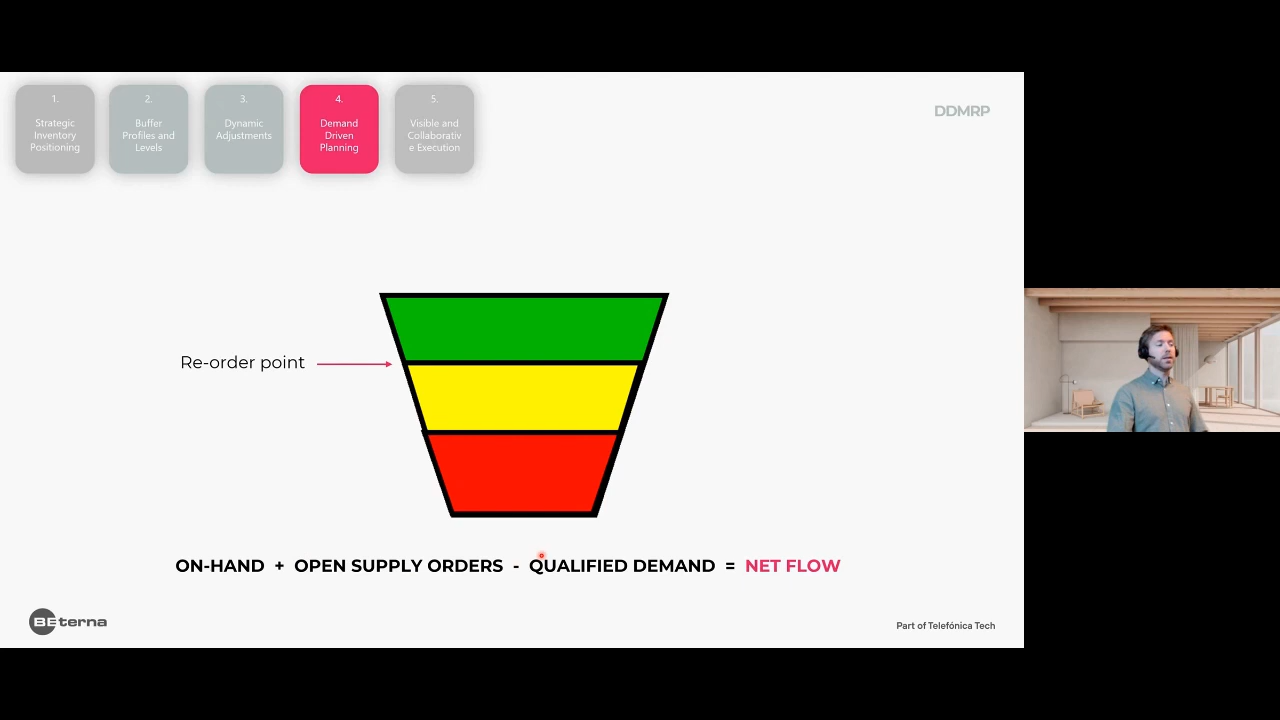 1.
Strategic
Inventory
Positioning
2.
Buffer
Profiles and
Levels
3.
Dynamic
Adjustments
4.
Demand
Driven
Planning
5.
Visible and
Collaborativ
e Execution
DDMRP
Re-order point
ON-HAND + OPEN SUPPLY ORDERS - QUALIFIED DEMAND = NET FLOW
BE terna
Part of Telefónica Tech